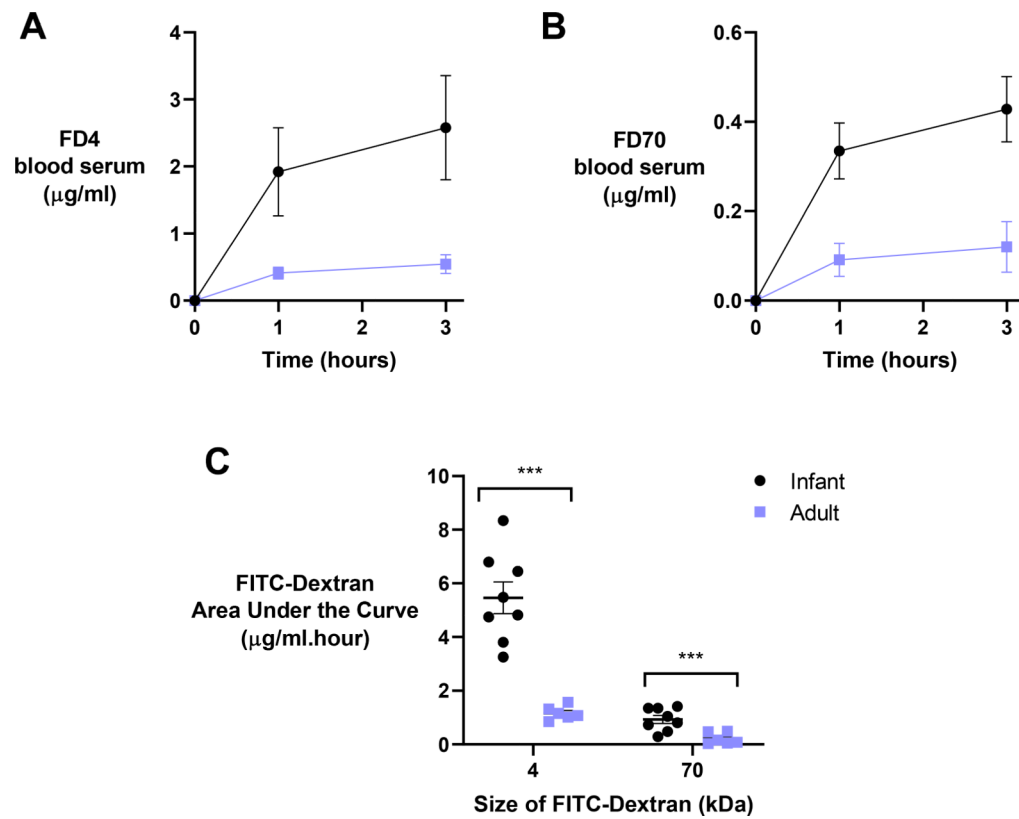 A
FD4
blood serum
(μg/ml)
4
3
2
1
0
0
1
2
3
Time (hours)
B
FD70
blood serum
(μg/ml)
0.6
0.4
0.2
0.0
0
1
2
3
Time (hours)
C
FITC-Dextran
Area Under the Curve
(μg/ml.hour)
10
8
6
4
2
0
***
***
4
70
Size of FITC-Dextran (kDa)
Infant
Adult